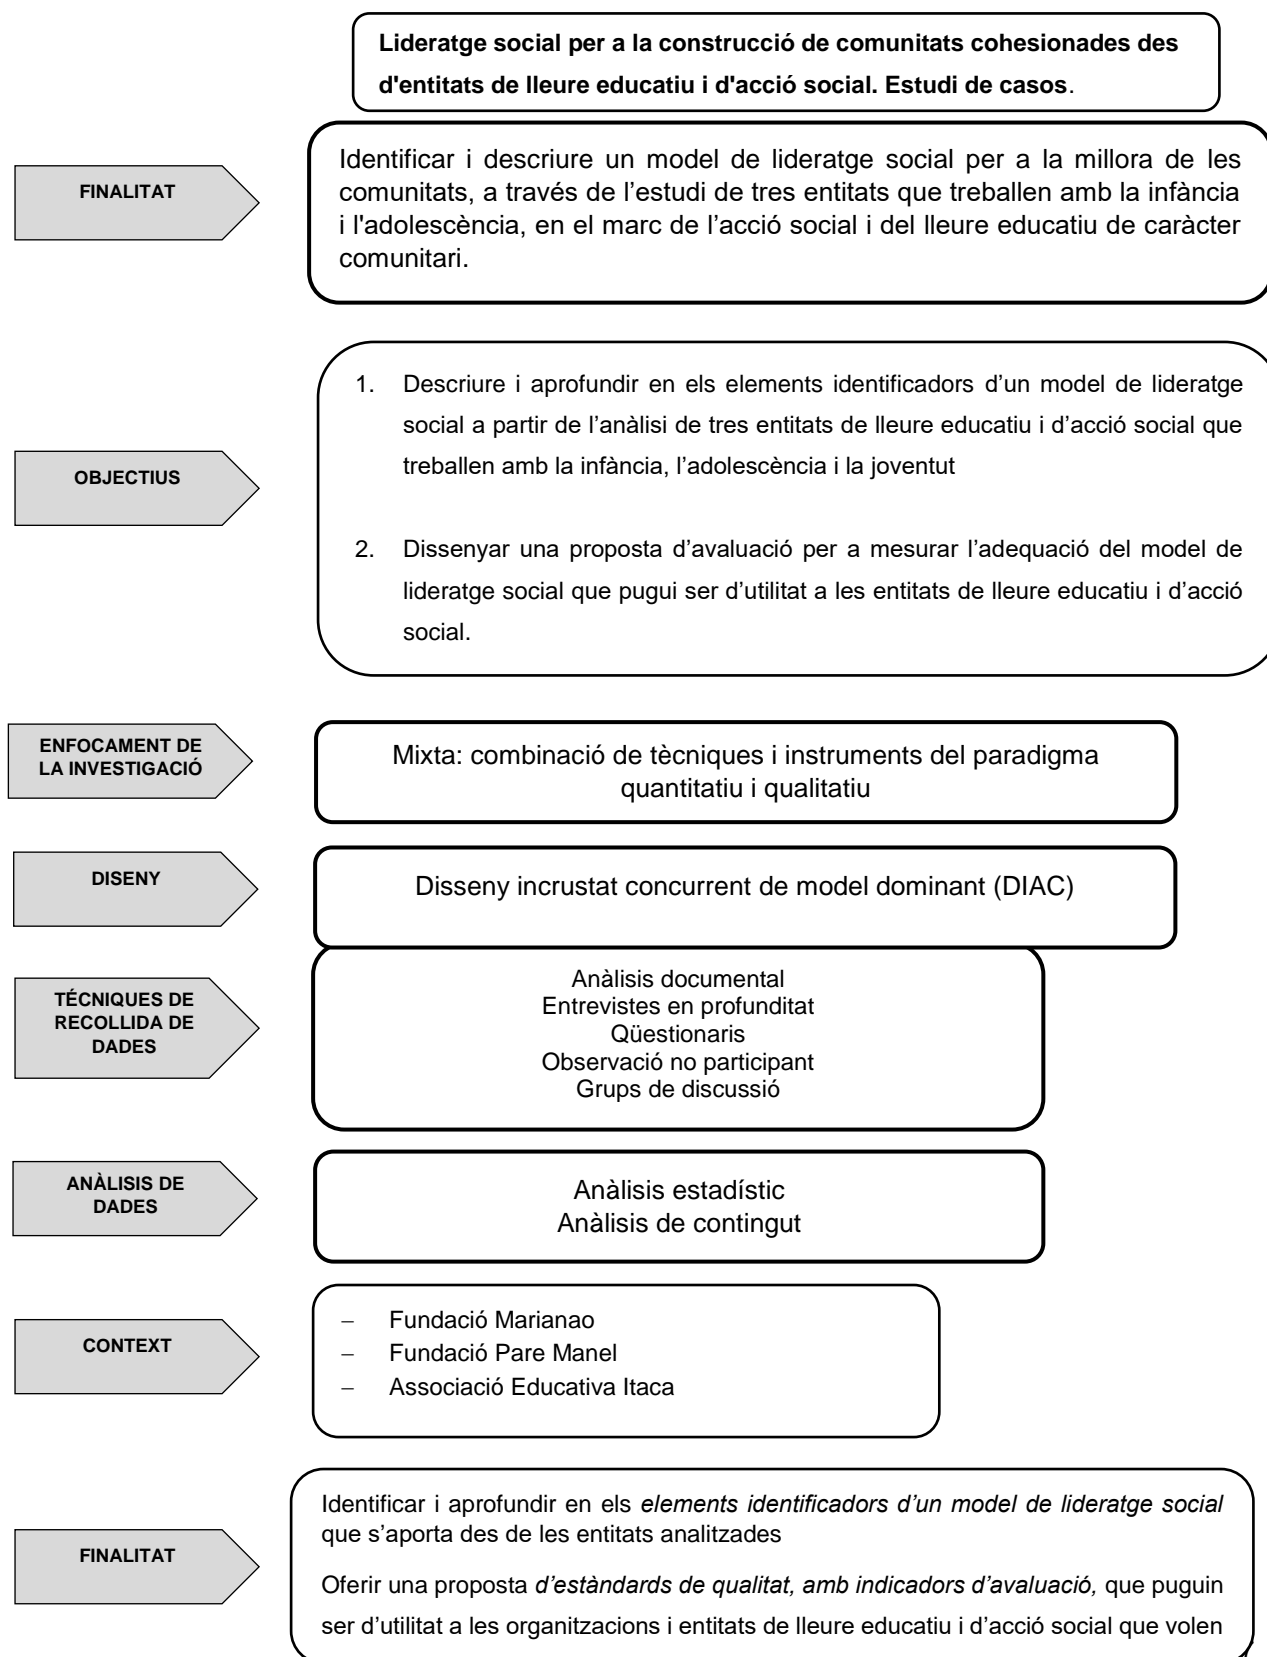 Lideratge social per a la construcció de comunitats cohesionades des
d'entitats de lleure educatiu i d'acció social. Estudi de casos.
FINALITAT
Identificar i descriure un model de lideratge social per a la millora de les
comunitats, a través de l’estudi de tres entitats que treballen amb la infància
i l'adolescència, en el marc de l’acció social i del lleure educatiu de caràcter
comunitari.
OBJECTIUS
1. Descriure i aprofundir en els elements identificadors d’un model de lideratge
social a partir de l’anàlisi de tres entitats de lleure educatiu i d’acció social que
treballen amb la infància, l’adolescència i la joventut
2. Dissenyar una proposta d’avaluació per a mesurar l’adequació del model de
lideratge social que pugui ser d’utilitat a les entitats de lleure educatiu i d’acció
social.
ENFOCAMENT DE
LA INVESTIGACIÓ
Mixta: combinació de tècniques i instruments del paradigma
quantitatiu i qualitatiu
DISENY
Disseny incrustat concurrent de model dominant (DIAC)
TÉCNIQUES DE
RECOLLIDA DE
DADES
Anàlisis documental
Entrevistes en profunditat
Qüestionaris
Observació no participant
Grups de discussió
ANÀLISIS DE
DADES
Anàlisis estadístic
Anàlisis de contingut
CONTEXT
– Fundació Marianao
– Fundació Pare Manel
– Associació Educativa Itaca
FINALITAT
Identificar i aprofundir en els elements identificadors d’un model de lideratge social
que s’aporta des de les entitats analitzades
Oferir una proposta d’estàndards de qualitat, amb indicadors d’avaluació, que puguin
ser d’utilitat a les organitzacions i entitats de lleure educatiu i d’acció social que volen